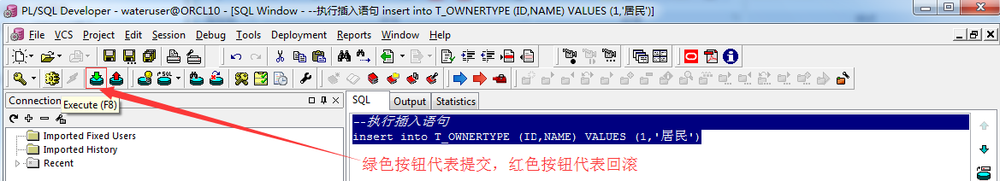 PL/SQL Developer - wateruser@ORCL10 - [SQL Window - --执行插入语句 insert into T_OWNERTYPE (ID,NAME) VALUES (1,'居民')]
File VCS Project Edit Session Debug Tools Deployment Reports Window Help
SQL
Connection
Execute (F8)
Imported Fixed Users
Imported History
Recent
SQL Output Statistics
--执行插入语句
insert into T_OWNERTYPE (ID,NAME) VALUES (1,'居民')
绿色按钮代表提交，红色按钮代表回滚